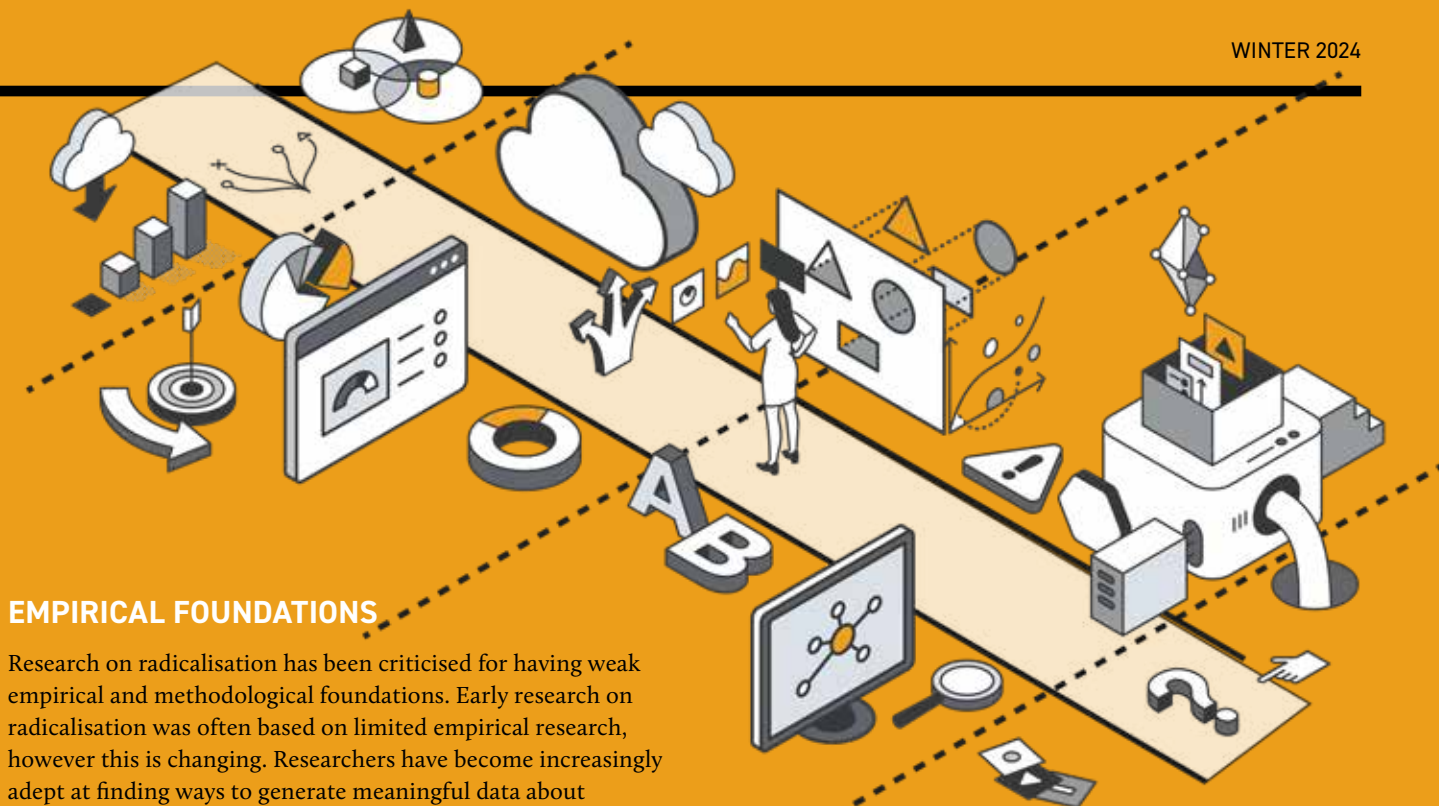 WINTER 2024
A
B
EMPIRICAL FOUNDATIONS
Research on radicalisation has been criticised for having weak
empirical and methodological foundations. Early research on
radicalisation was often based on limited empirical research,
however this is changing. Researchers have become increasingly
adept at finding ways to generate meaningful data about